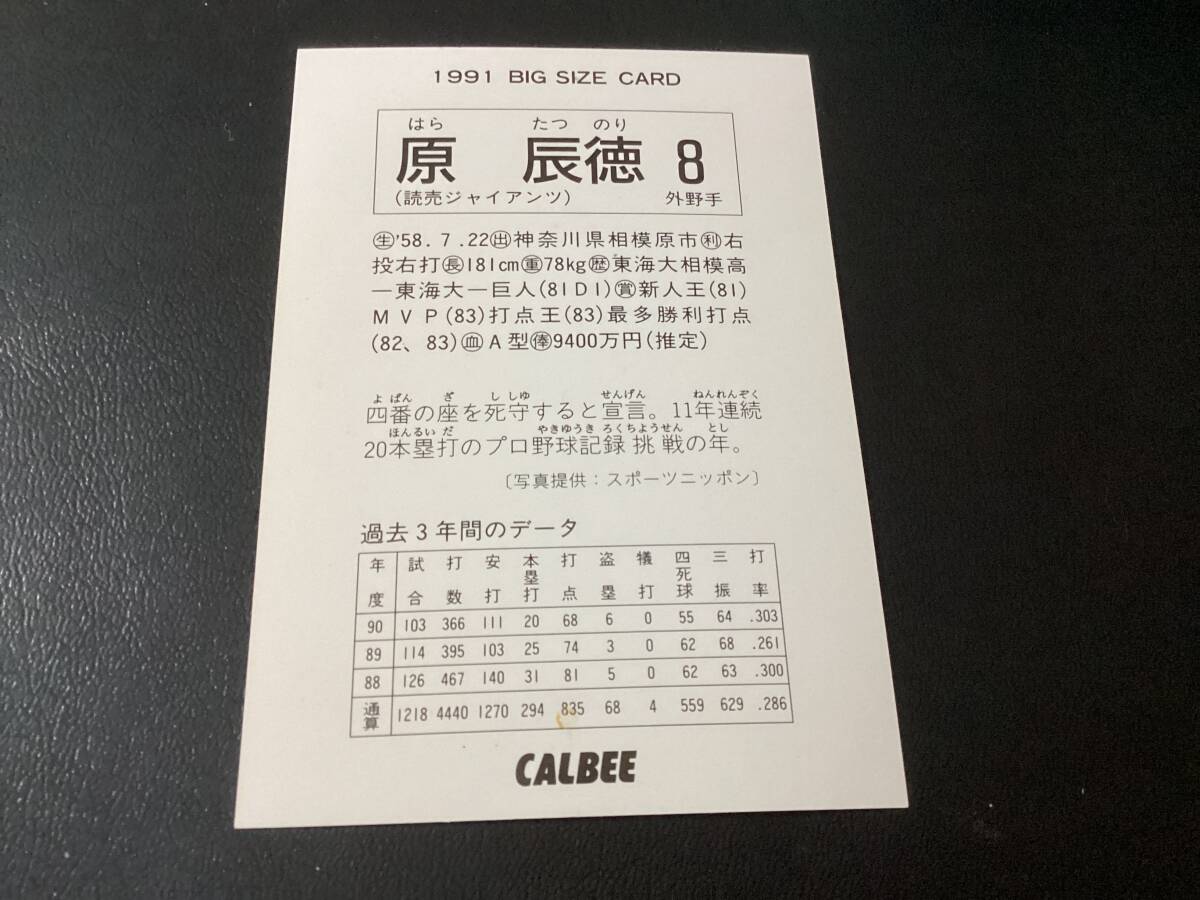 1991 BIG SIZE CARD
はら たつ のり
原 辰徳 8
(読売ジャイアンツ) 外野手
㊤'58.7.22㊤神奈川県相模原市㊤右
投右打㊤181cm㊤78kg㊤東海大相模高
―東海大―巨人(81D1)㊤新人王(81)
MVP(83)打点王(83)最多勝利打点
(82、83)㊤A型㊤9400万円(推定)
よ ばん ざ し しゆ せんげん ねんれんぞく
四番の座を死守すると宣言。11年連続
ほんるい だ やきゆうき ろくちようせん とし
20本塁打のプロ野球記録挑戦の年。
〔写真提供：スポーツニッポン〕
過去3年間のデータ
年度 試合 打数 安打 本塁打 打点 盗塁 犠打 四死球 三振 打率
90 103 366 111 20 68 6 0 55 64 .303
89 114 395 103 25 74 3 0 62 68 .261
88 126 467 140 31 81 5 0 62 63 .300
通算 1218 4440 1270 294 835 68 4 559 629 .286
CALBEE